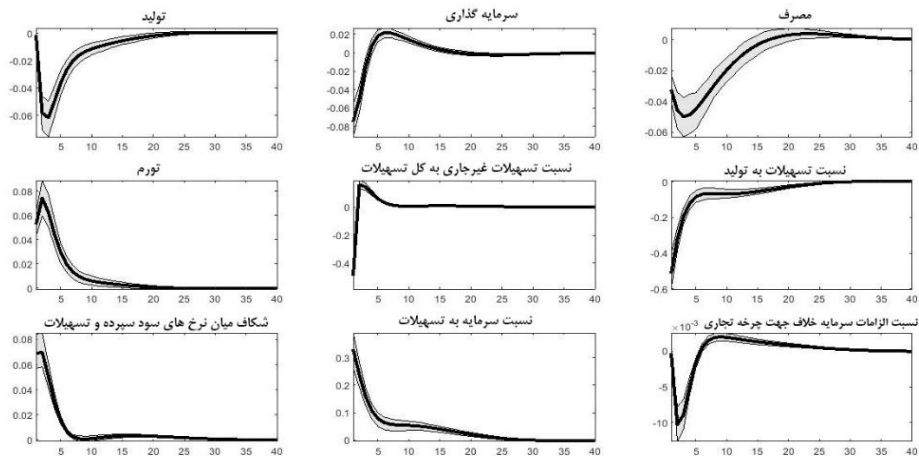 تولید
0
-0.02
-0.04
-0.06
5 10 15 20 25 30 35 40
سرمایه گذاری
0.02
0
-0.02
-0.04
-0.06
-0.08
5 10 15 20 25 30 35 40
مصرف
0
-0.02
-0.04
-0.06
5 10 15 20 25 30 35 40
تورم
0.08
0.06
0.04
0.02
0
5 10 15 20 25 30 35 40
نسبت تسهیلات غیرجاری به کل تسهیلات
0
-0.2
-0.4
5 10 15 20 25 30 35 40
نسبت تسهیلات به تولید
0
-0.2
-0.4
-0.6
5 10 15 20 25 30 35 40
شکاف میان نرخ های سود سپرده و تسهیلات
0.08
0.06
0.04
0.02
0
5 10 15 20 25 30 35 40
نسبت سرمایه به تسهیلات
0.3
0.2
0.1
0
5 10 15 20 25 30 35 40
نسبت الزامات سرمایه خلاف جهت چرخه تجاری
×10⁻³
0
-5
-10
5 10 15 20 25 30 35 40